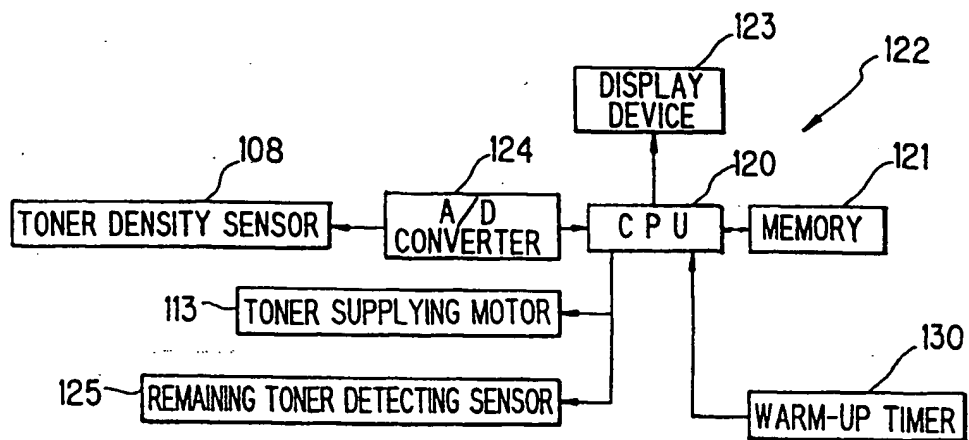 123
DISPLAY
DEVICE
122
108
124
120
121
TONER DENSITY SENSOR
A/D
CONVERTER
CPU
MEMORY
113
TONER SUPPLYING MOTOR
130
125
REMAINING TONER DETECTING SENSOR
WARM-UP TIMER